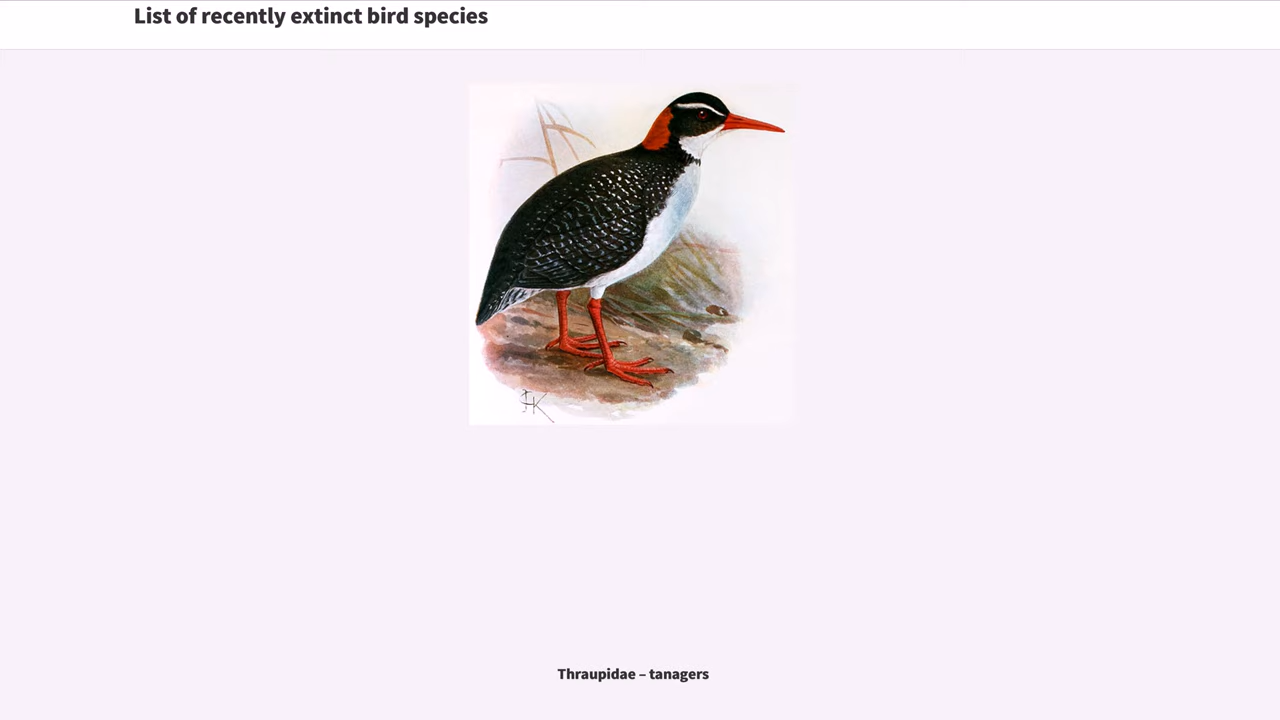 List of recently extinct bird species
Thraupidae – tanagers